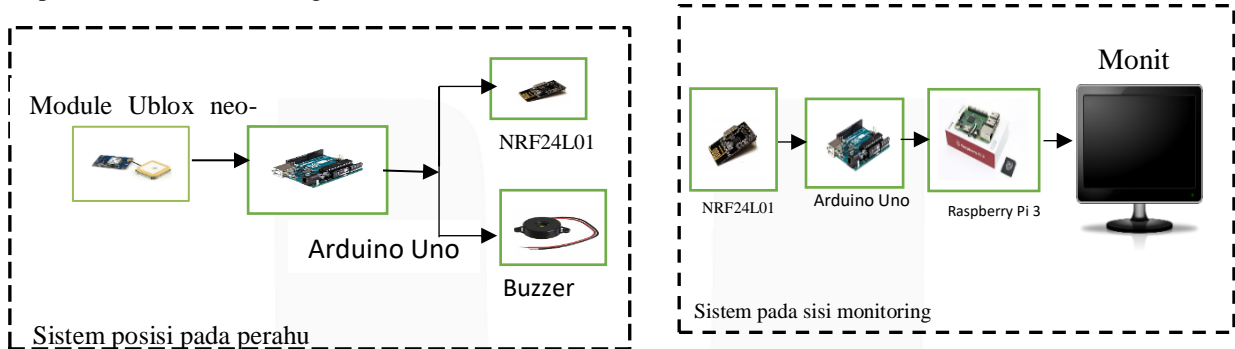 Module Ublox neo-
NRF24L01
Arduino Uno
Buzzer
Sistem posisi pada perahu
Monit
NRF24L01
Arduino Uno
Raspberry Pi 3
Sistem pada sisi monitoring